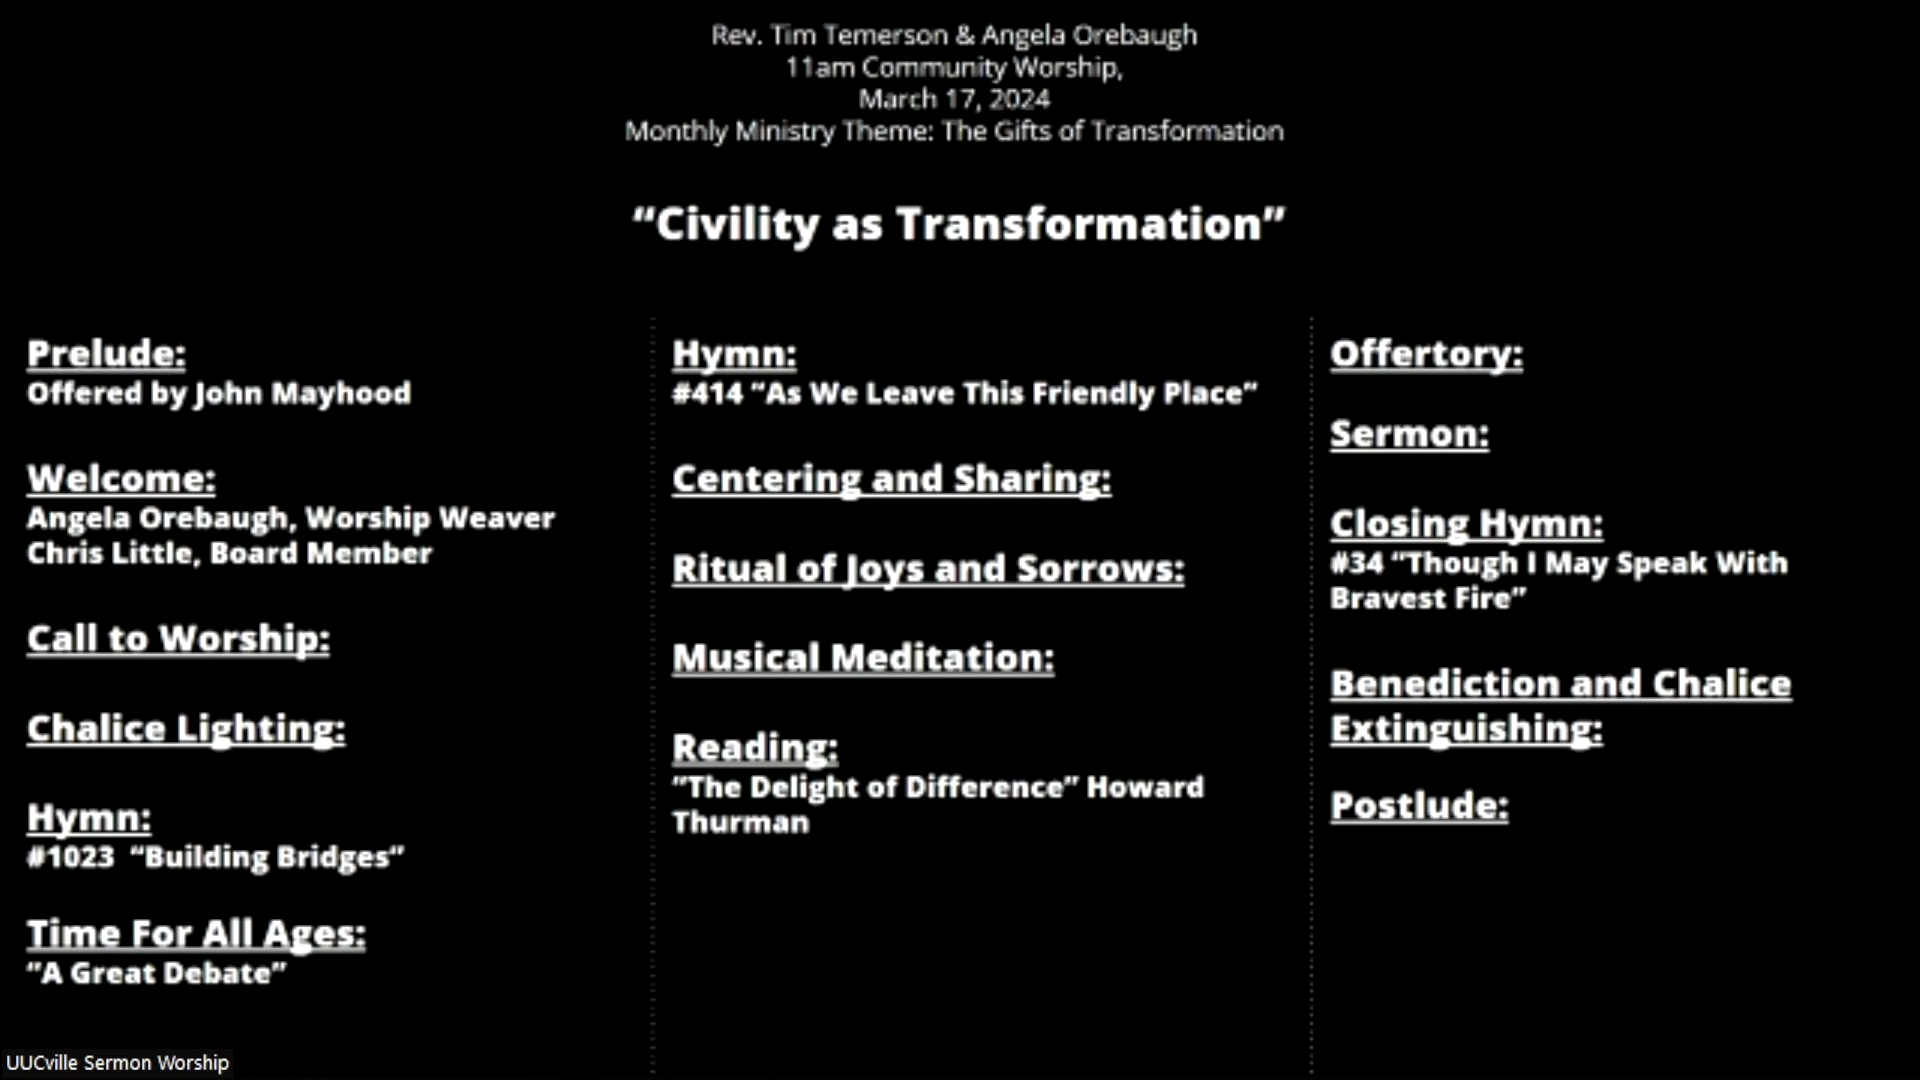 Rev. Tim Temerson & Angela Orebaugh
11am Community Worship,
March 17, 2024
Monthly Ministry Theme: The Gifts of Transformation
“Civility as Transformation”
Prelude:
Offered by John Mayhood
Welcome:
Angela Orebaugh, Worship Weaver
Chris Little, Board Member
Call to Worship:
Chalice Lighting:
Hymn:
#1023 “Building Bridges”
Time For All Ages:
“A Great Debate”
Hymn:
#414 “As We Leave This Friendly Place”
Centering and Sharing:
Ritual of Joys and Sorrows:
Musical Meditation:
Reading:
“The Delight of Difference” Howard
Thurman
Offertory:
Sermon:
Closing Hymn:
#34 “Though I May Speak With
Bravest Fire”
Benediction and Chalice
Extinguishing:
Postlude:
UUCville Sermon Worship